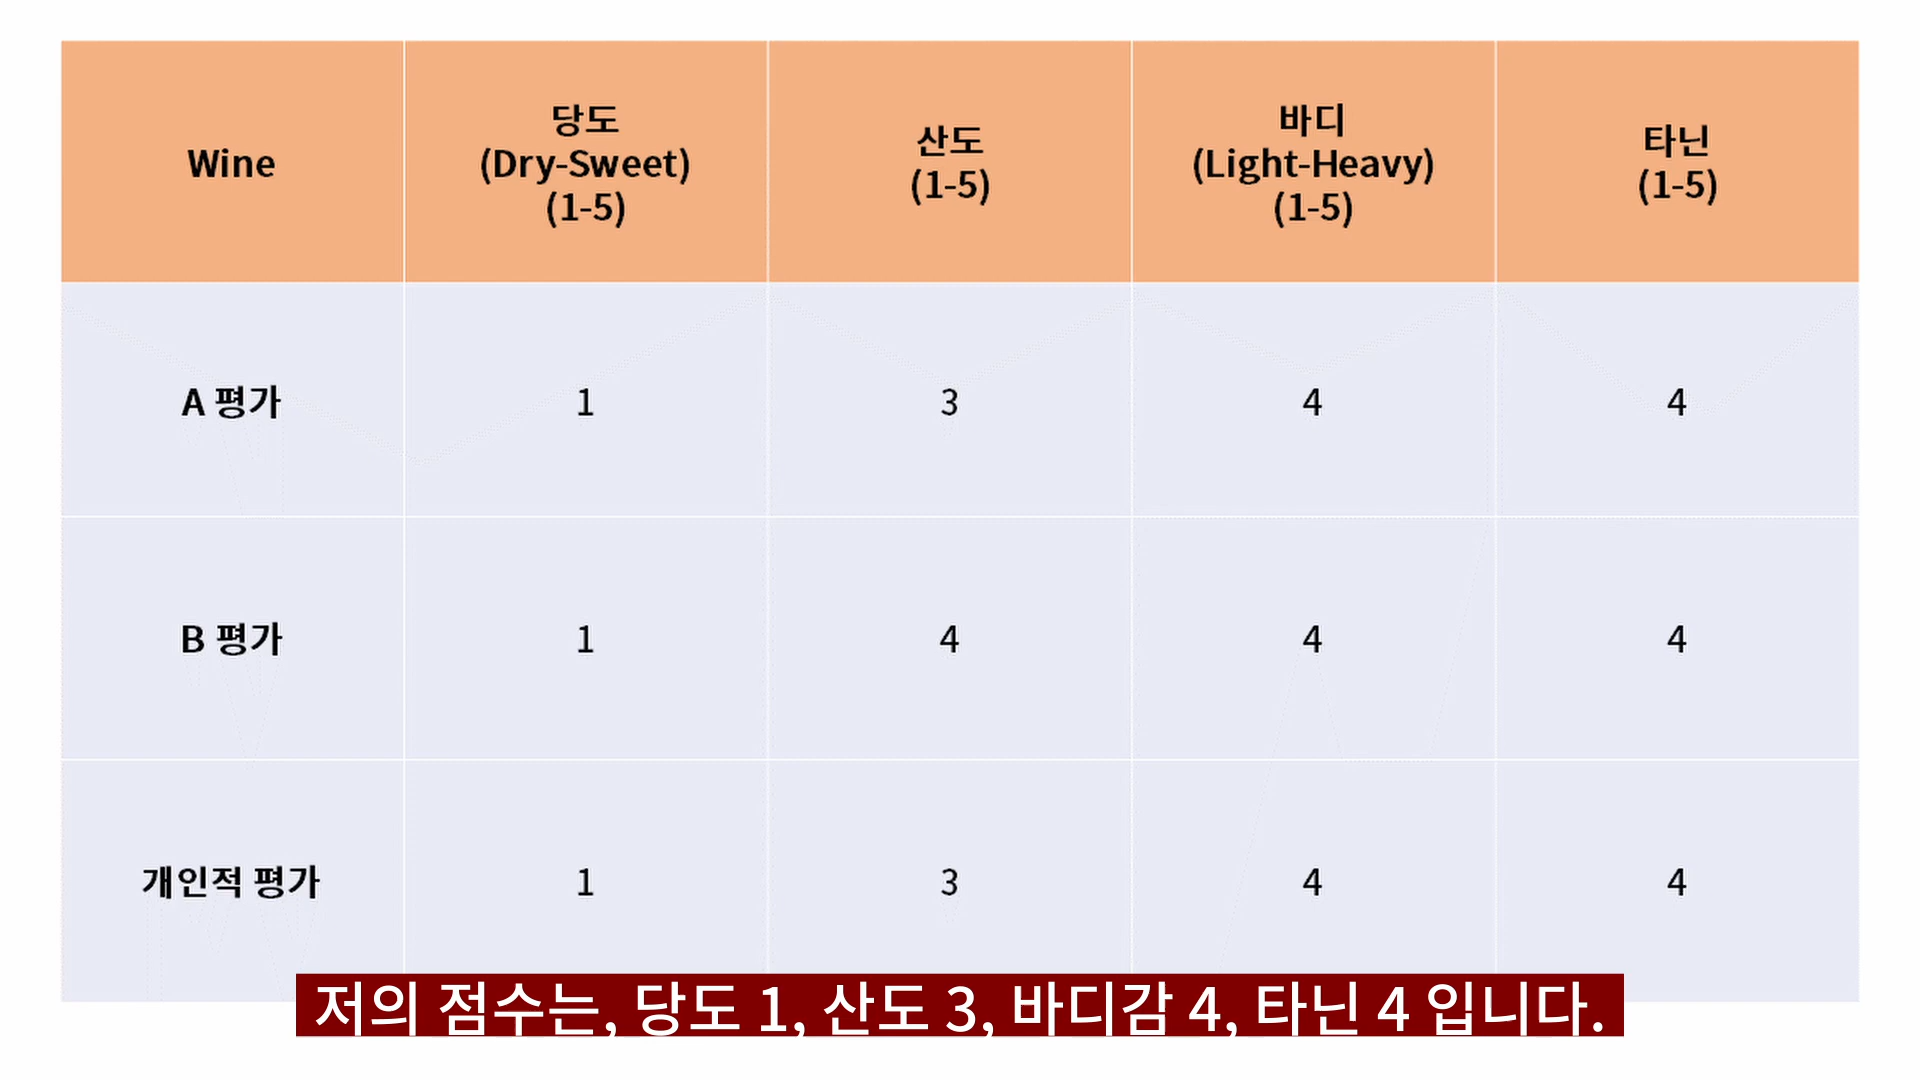 Wine
당도
(Dry-Sweet)
(1-5)
산도
(1-5)
바디
(Light-Heavy)
(1-5)
타닌
(1-5)
A 평가 1 3 4 4
B 평가 1 4 4 4
개인적 평가 1 3 4 4
저의 점수는, 당도 1, 산도 3, 바디감 4, 타닌 4 입니다.